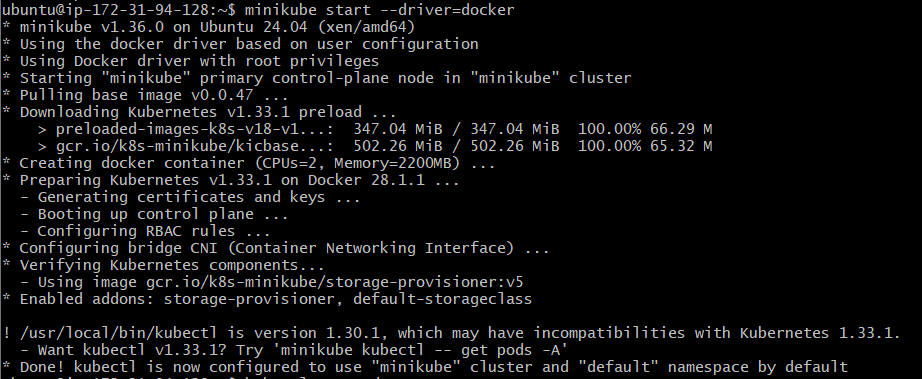 ubuntu@ip-172-31-94-128:~$ minikube start --driver=docker
* minikube v1.36.0 on Ubuntu 24.04 (xen/amd64)
* Using the docker driver based on user configuration
* Using Docker driver with root privileges
* Starting "minikube" primary control-plane node in "minikube" cluster
* Pulling base image v0.0.47 ...
* Downloading Kubernetes v1.33.1 preload ...
    > preloaded-images-k8s-v18-v1...:  347.04 MiB / 347.04 MiB  100.00% 66.29 M
    > gcr.io/k8s-minikube/kicbase...:  502.26 MiB / 502.26 MiB  100.00% 65.32 M
* Creating docker container (CPUs=2, Memory=2200MB) ...
* Preparing Kubernetes v1.33.1 on Docker 28.1.1 ...
  - Generating certificates and keys ...
  - Booting up control plane ...
  - Configuring RBAC rules ...
* Configuring bridge CNI (Container Networking Interface) ...
* Verifying Kubernetes components...
  - Using image gcr.io/k8s-minikube/storage-provisioner:v5
* Enabled addons: storage-provisioner, default-storageclass
! /usr/local/bin/kubectl is version 1.30.1, which may have incompatibilities with Kubernetes 1.33.1.
  - Want kubectl v1.33.1? Try 'minikube kubectl -- get pods -A'
* Done! kubectl is now configured to use "minikube" cluster and "default" namespace by default